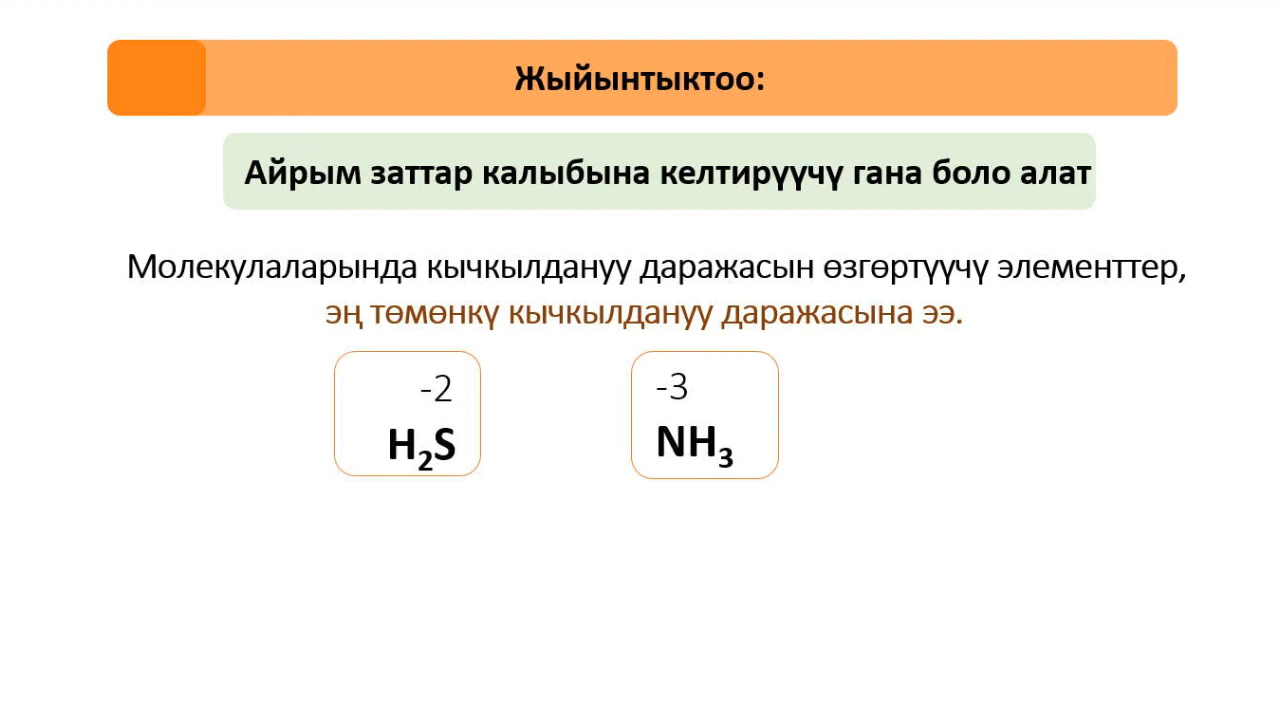 Жыйынтыктоо:
Айрым заттар калыбына келтирүүчү гана боло алат
Молекулаларында кычкылдануу даражасын өзгөртүүчү элементтер,
эң төмөнкү кычкылдануу даражасына ээ.
-2
H₂S
-3
NH₃